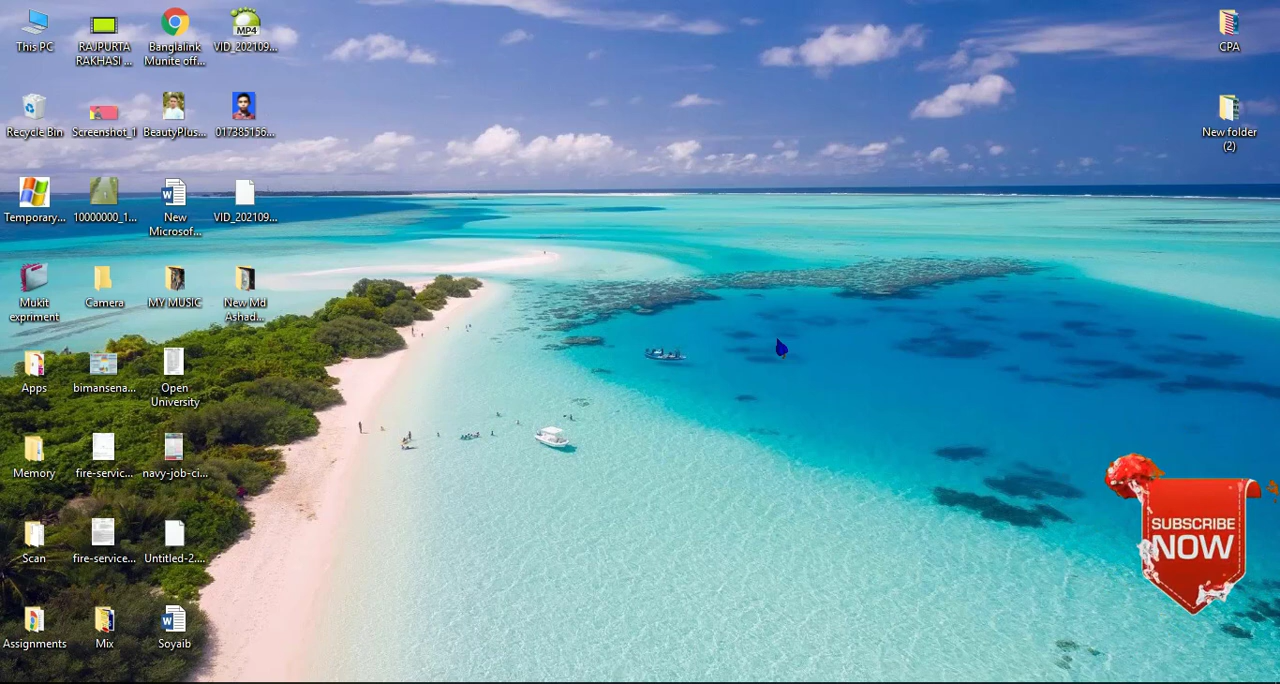 This PC
RAJPURTA
RAKHASI ...
Banglalink
Munite off...
MP4
VID_202109...
CPA
Recycle Bin
Screenshot_1
BeautyPlus...
017385156...
New folder
(2)
Temporary...
10000000_1...
New
Microsof...
VID_202109...
Mukit
expriment
Camera
MY MUSIC
New Md
Ashad...
Apps
bimansena...
Open
University
Memory
fire-servic...
navy-job-ci...
Scan
fire-service...
Untitled-2....
SUBSCRIBE
NOW
Assignments
Mix
Soyaib